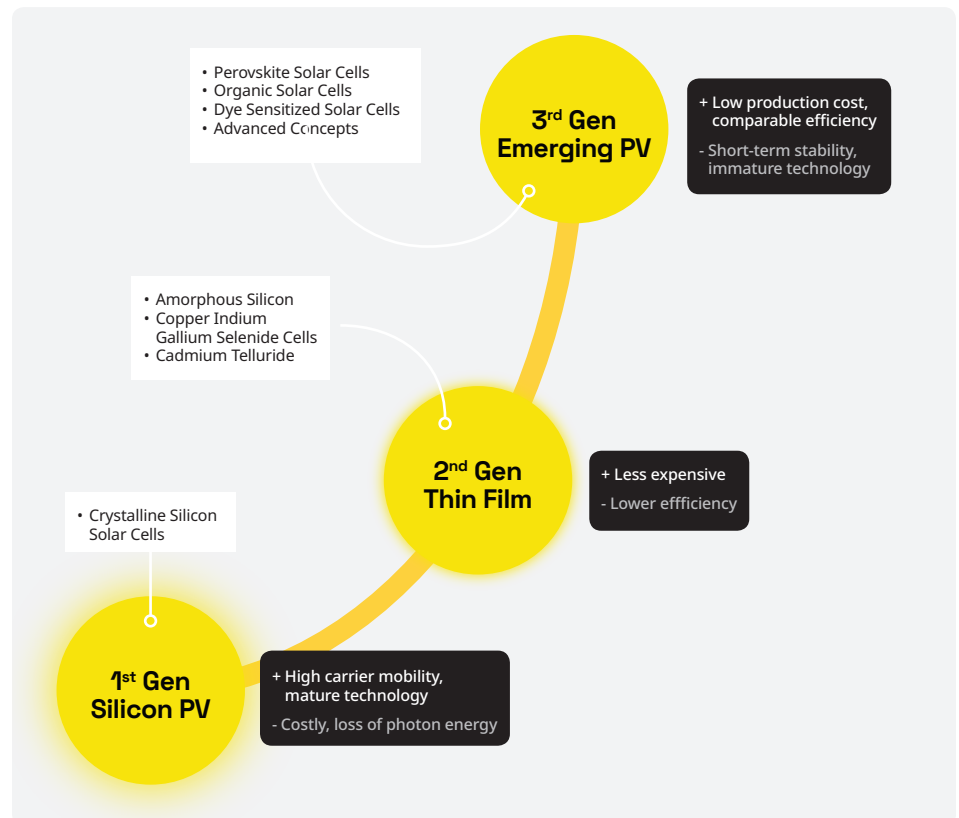 • Perovskite Solar Cells
• Organic Solar Cells
• Dye Sensitized Solar Cells
• Advanced Concepts
3rd Gen
Emerging PV
+ Low production cost,
comparable efficiency
- Short-term stability,
immature technology
• Amorphous Silicon
• Copper Indium
Gallium Selenide Cells
• Cadmium Telluride
2nd Gen
Thin Film
+ Less expensive
- Lower effficiency
• Crystalline Silicon
Solar Cells
1st Gen
Silicon PV
+ High carrier mobility,
mature technology
- Costly, loss of photon energy